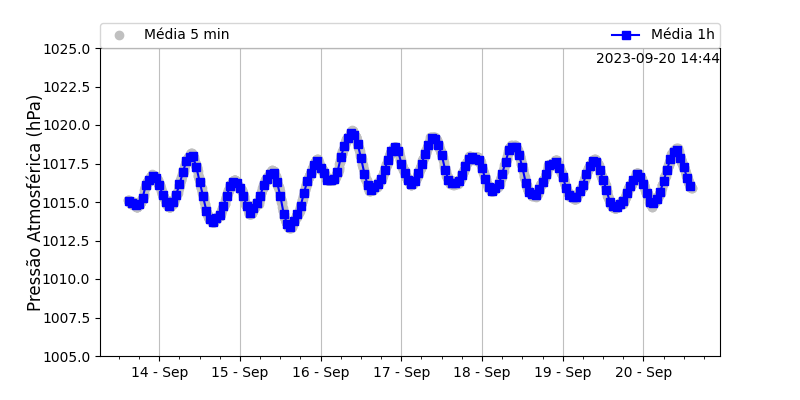 Média 5 min
Média 1h
2023-09-20 14:44
Pressão Atmosférica (hPa)
1025.0
1022.5
1020.0
1017.5
1015.0
1012.5
1010.0
1007.5
1005.0
14 - Sep
15 - Sep
16 - Sep
17 - Sep
18 - Sep
19 - Sep
20 - Sep